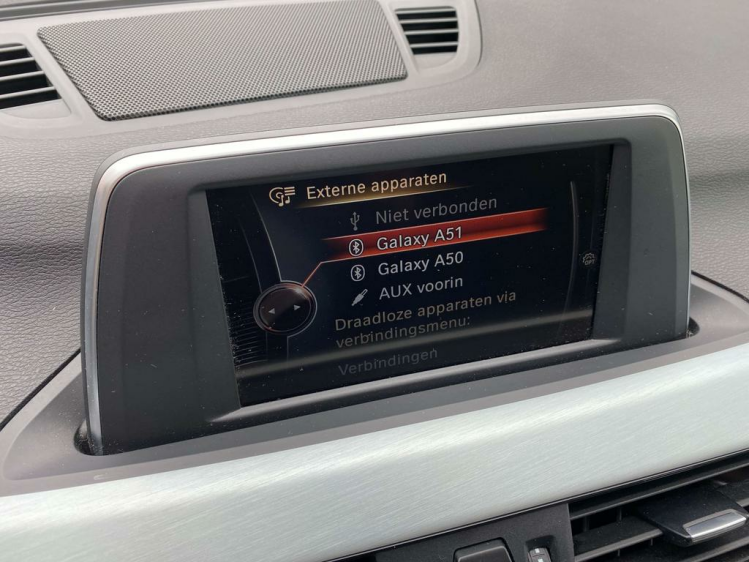 Externe apparaten
Niet verbonden
Galaxy A51
Galaxy A50
AUX voorin
Draadloze apparaten via
verbindingsmenu:
Verbindingen